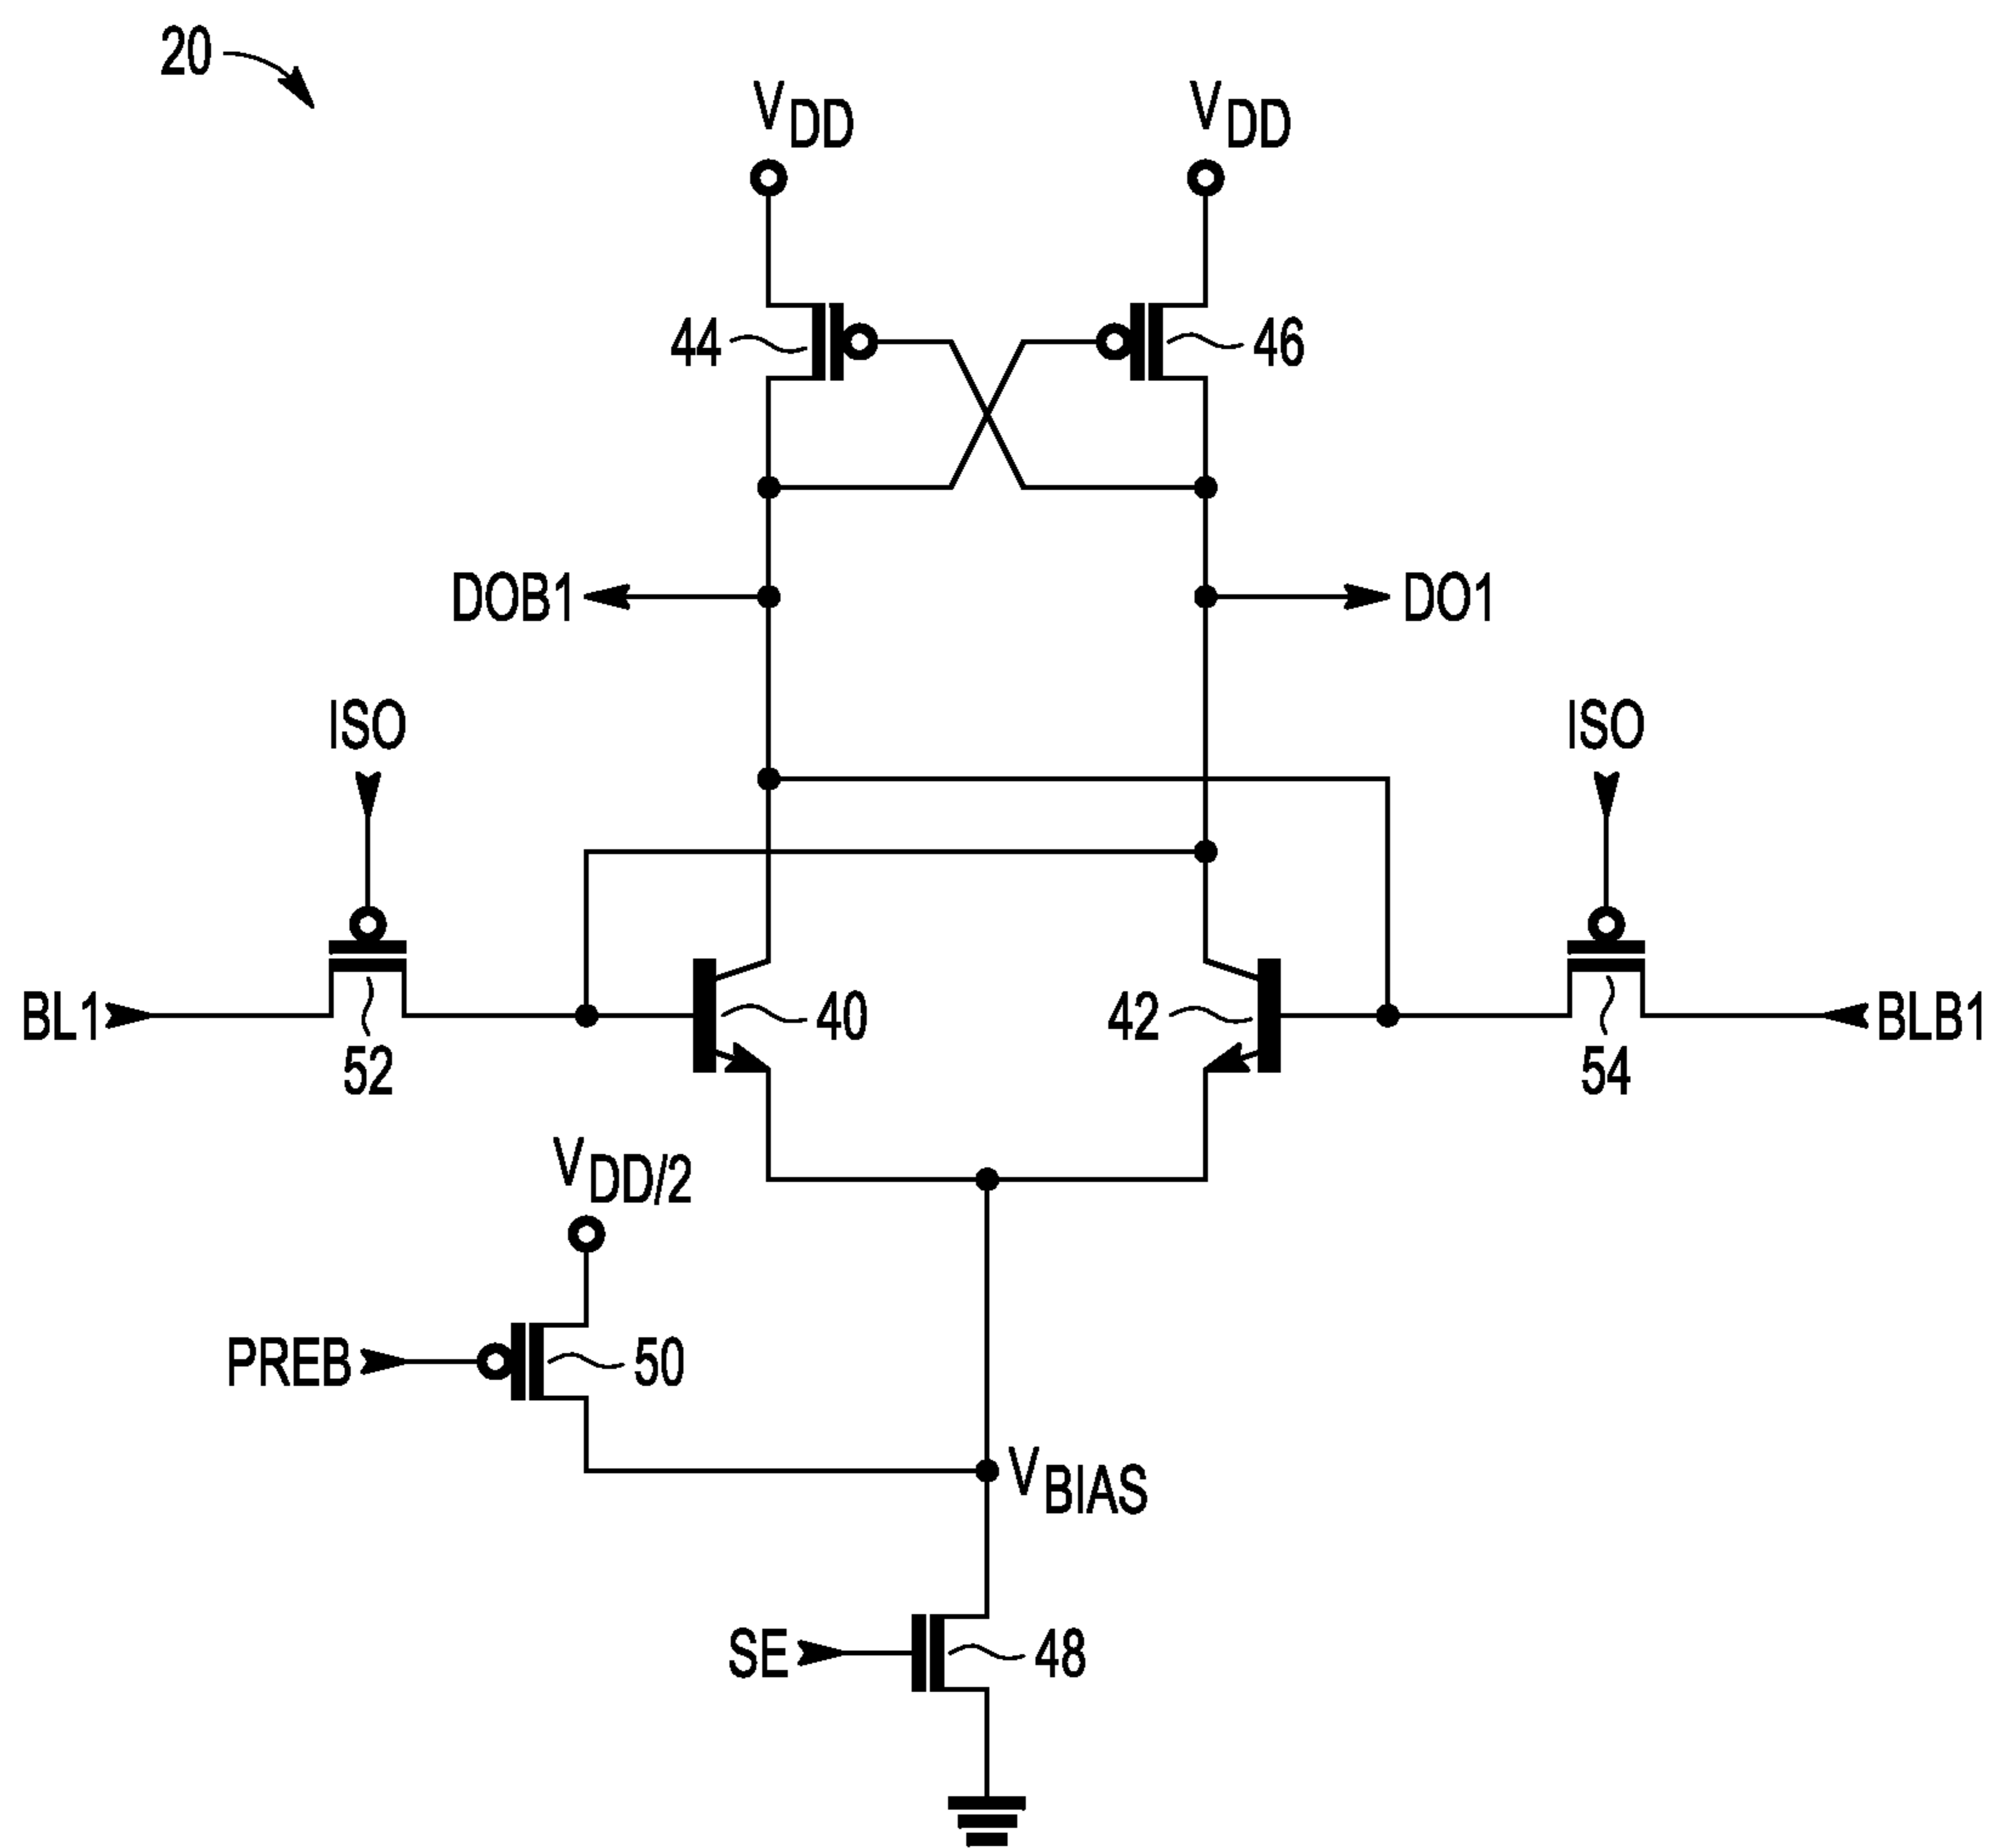 20
VDD
VDD
44
46
DOB1
DO1
ISO
ISO
BL1
52
40
42
54
BLB1
VDD/2
PREB
50
VBIAS
SE
48